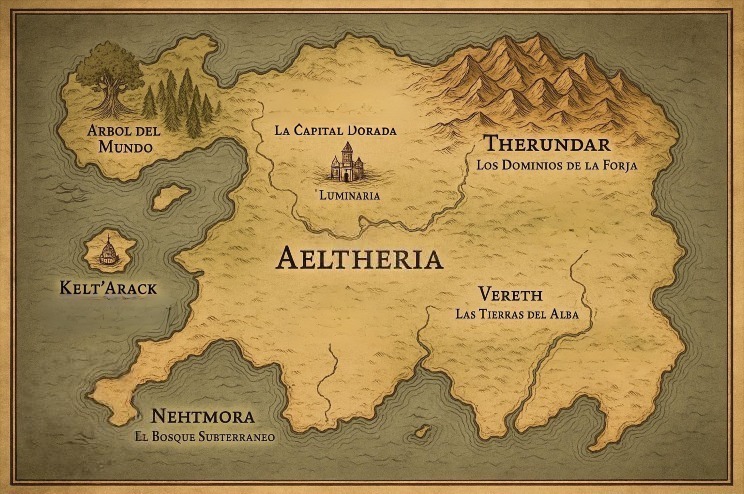 ARBOL DEL
MUNDO
LA CAPITAL DORADA
LUMINARIA
THERUNDAR
LOS DOMINIOS DE LA FORJA
AELTHERIA
KELT'ARACK
VERETH
LAS TIERRAS DEL ALBA
NEHTMORA
EL BOSQUE SUBTERRANEO